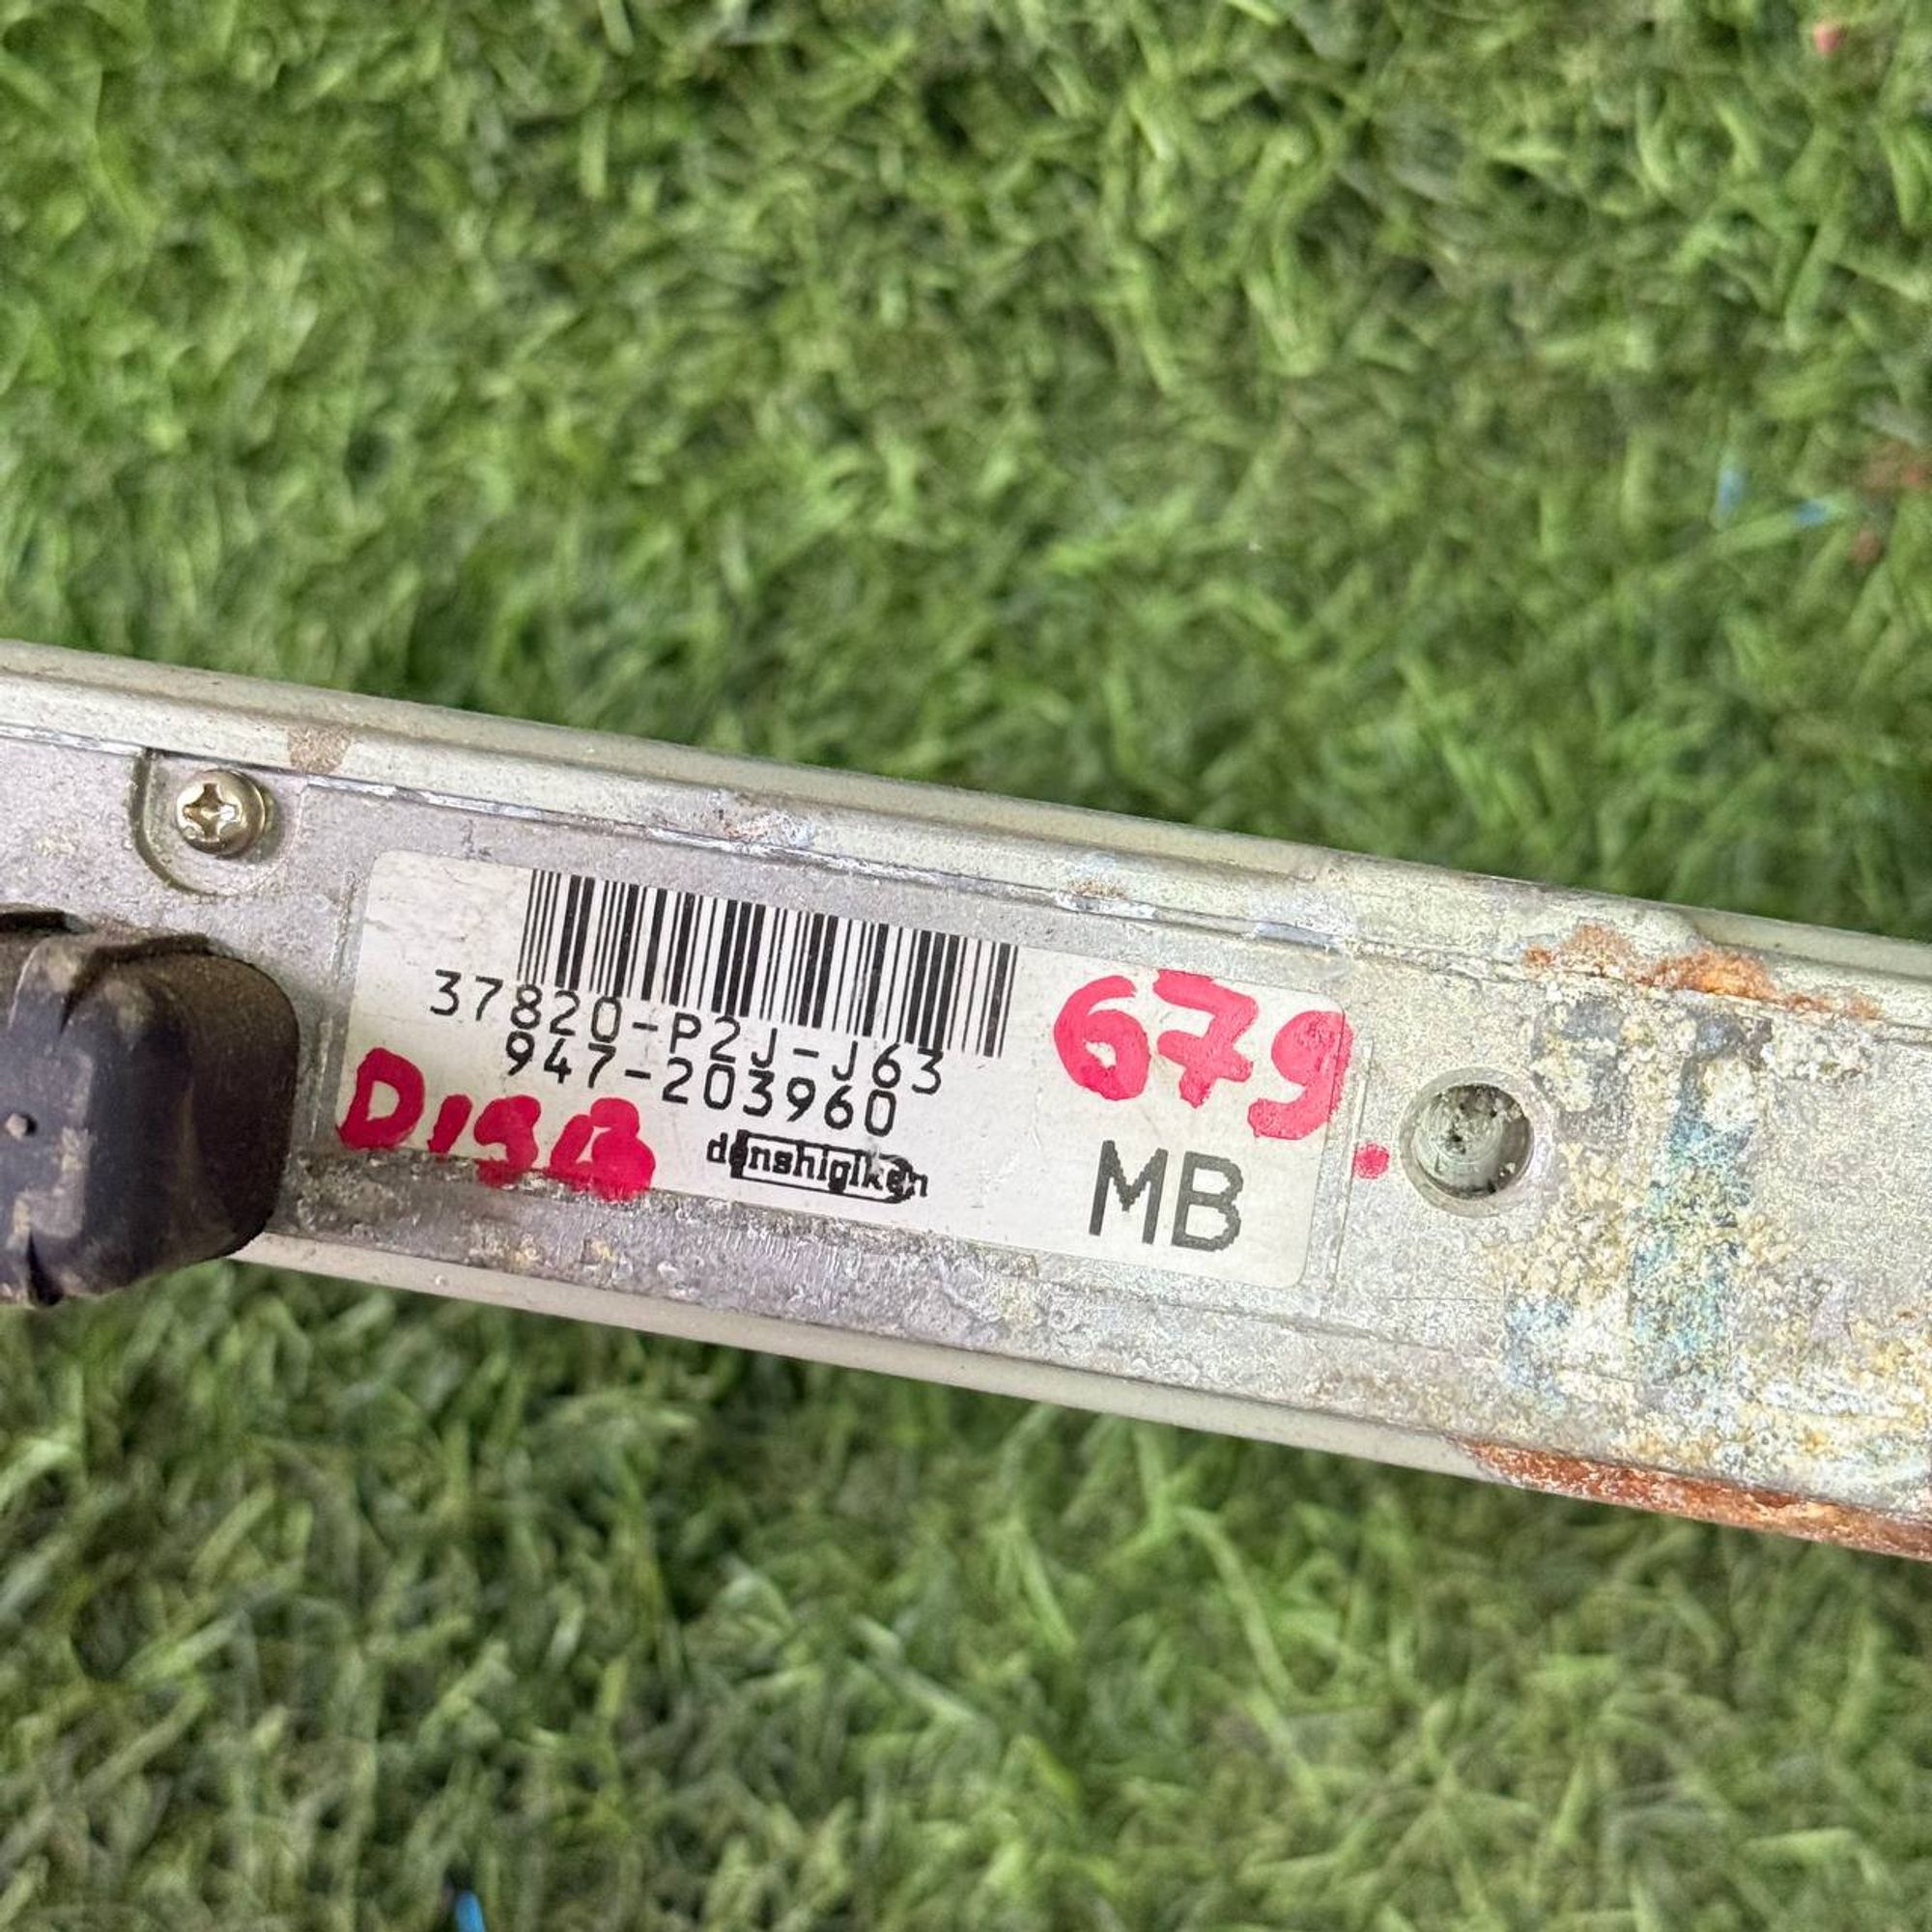 37820-P2J-J63
947-203960
679
D15B
denshigiken
MB